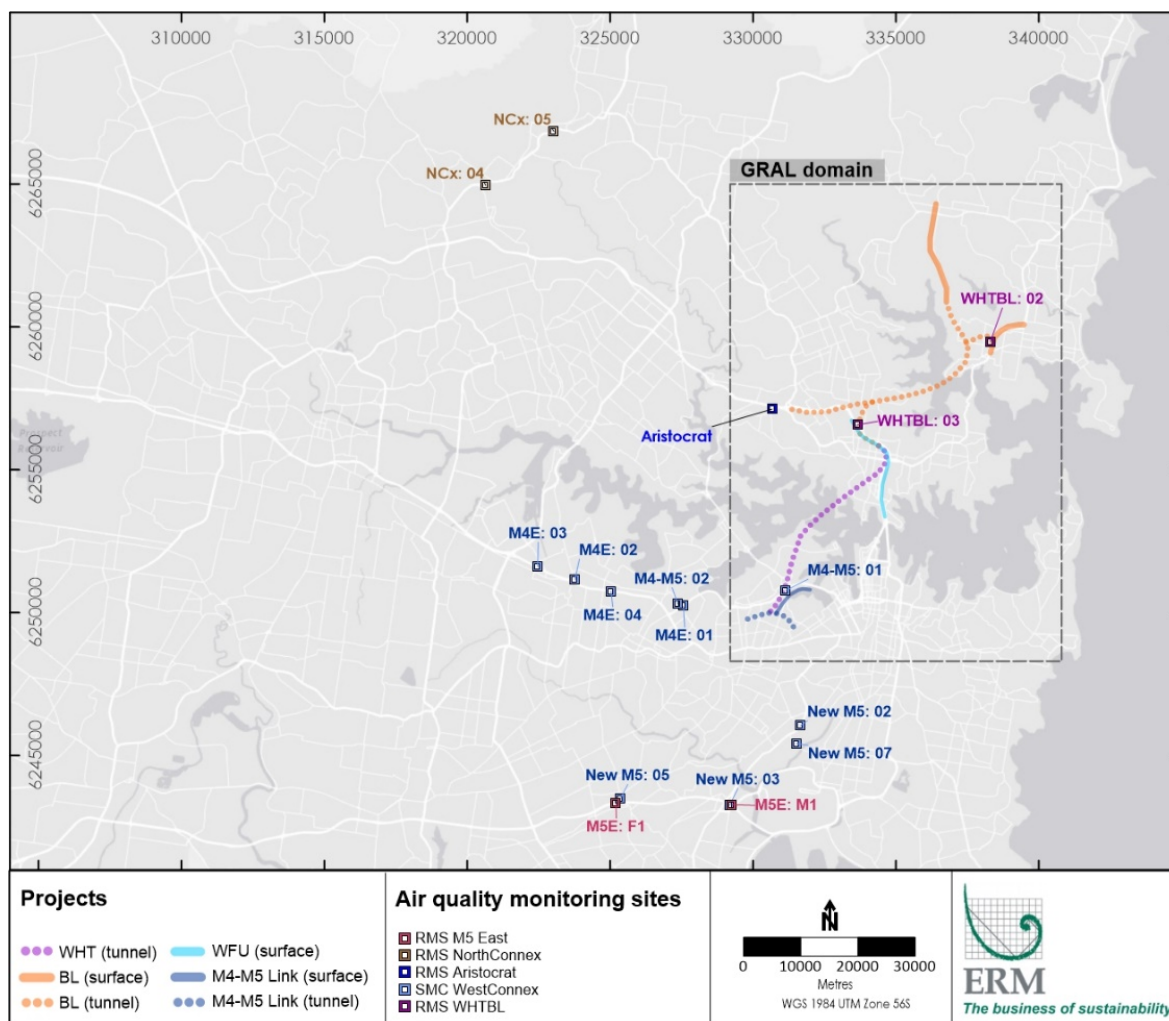 310000
315000
320000
325000
330000
335000
340000
6265000
6260000
6255000
6250000
6245000
NCx: 05
NCx: 04
GRAL domain
WHTBL: 02
Aristocrat
WHTBL: 03
Prospect
Reservoir
M4E: 03
M4E: 02
M4-M5: 02
M4-M5: 01
M4E: 04
M4E: 01
New M5: 02
New M5: 07
New M5: 05
New M5: 03
M5E: F1
M5E: M1
Projects
WHT (tunnel)
BL (surface)
BL (tunnel)
WFU (surface)
M4-M5 Link (surface)
M4-M5 Link (tunnel)
Air quality monitoring sites
RMS M5 East
RMS NorthConnex
RMS Aristocrat
SMC WestConnex
RMS WHTBL
N
0 10000 20000 30000
Metres
WGS 1984 UTM Zone 56S
ERM
The business of sustainability